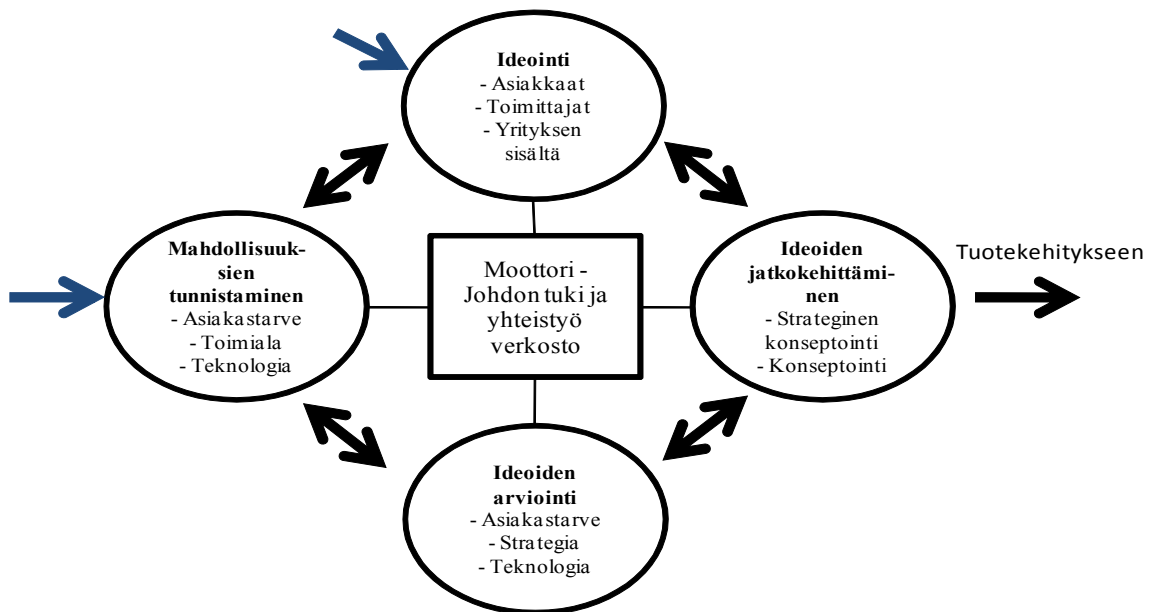 Ideointi
- Asiakkaat
- Toimittajat
- Yrityksen
sisältä
Mahdollisuuk-
sien
tunnistaminen
- Asiakastarve
- Toimiala
- Teknologia
Moottori -
Johdon tuki ja
yhteistyö
verkosto
Ideoiden
jatkokehittämi-
nen
- Strateginen
konseptointi
- Konseptointi
Tuotekehitykseen
Ideoiden
arviointi
- Asiakastarve
- Strategia
- Teknologia